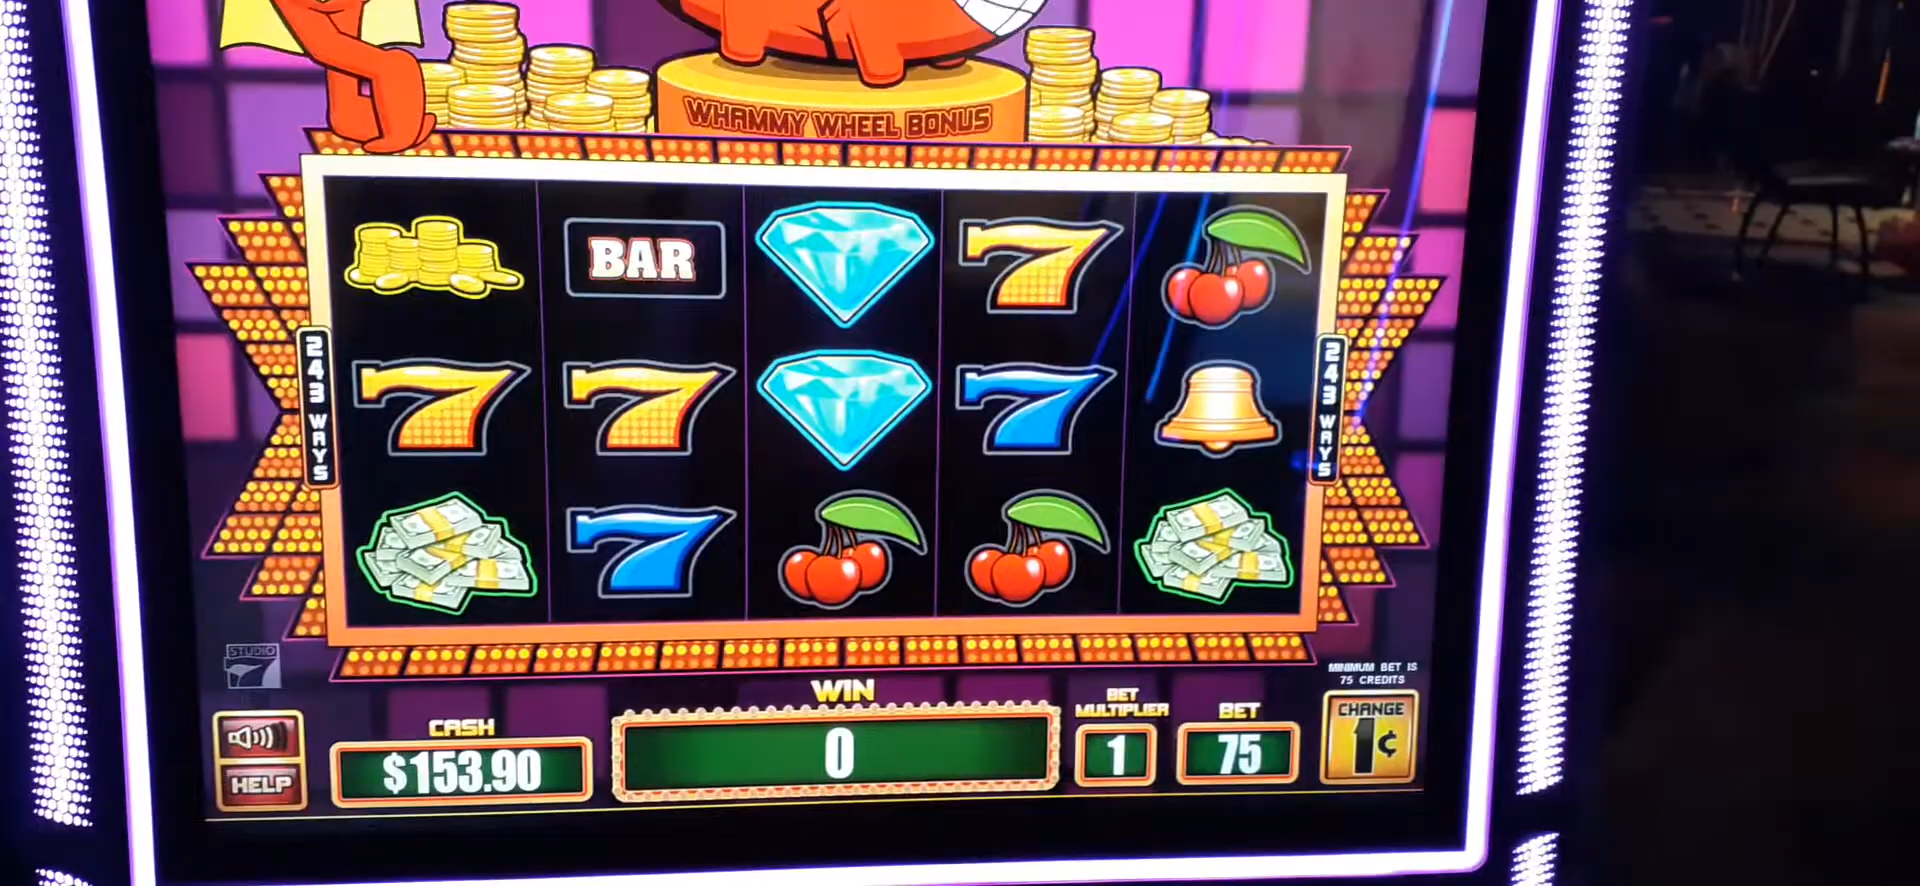 WHAMMY WHEEL BONUS
BAR
243 WAYS
243 WAYS
STUDIO
MINIMUM BET IS
75 CREDITS
WIN
BET
MULTIPLIER
BET
CHANGE
1¢
CASH
$153.90
0
1
75
HELP